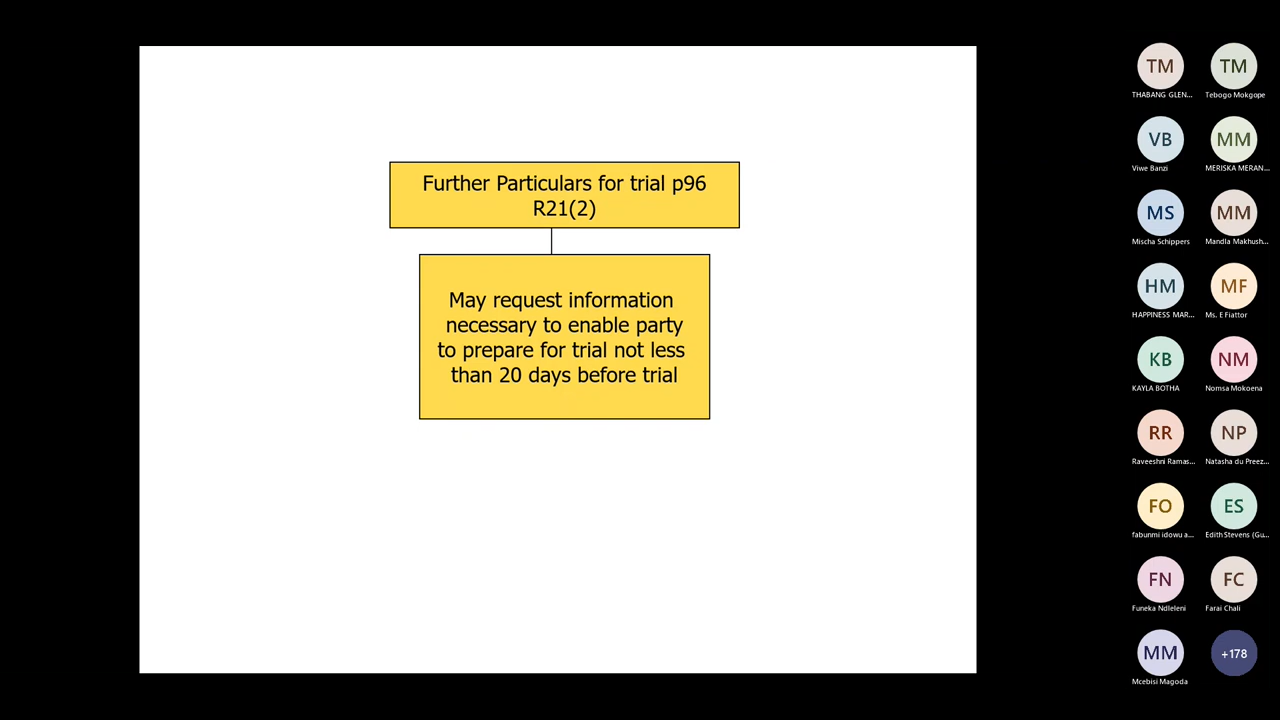 Further Particulars for trial p96
R21(2)
May request information
necessary to enable party
to prepare for trial not less
than 20 days before trial
TM
TM
THABANG GLEN...
Tebogo Mokgope
VB
MM
Viwe Banzi
MERISKA MERAN...
MS
MM
Mischa Schippers
Mandla Makhush...
HM
MF
HAPPINESS MAR...
Ms. E Fiattor
KB
NM
KAYLA BOTHA
Nomsa Mokoena
RR
NP
Raveeshni Ramas...
Natasha du Preez...
FO
ES
fabunmi idowu a...
Edith Stevens (Gu...
FN
FC
Funeka Ndleleni
Farai Chali
MM
+178
Mcebisi Magoda